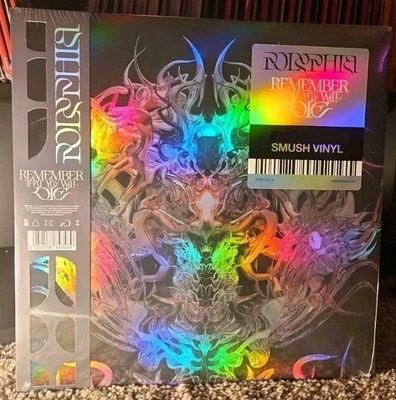 POLYPHIA
REMEMBER
THAT YOU WILL
DIE
POLYPHIA
REMEMBER
THAT YOU WILL
DIE
SMUSH VINYL